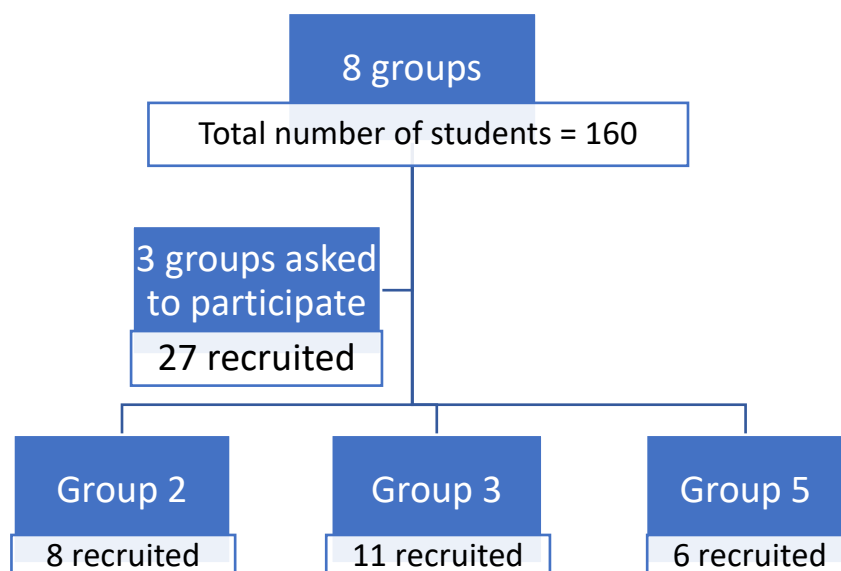 8 groups
Total number of students = 160
3 groups asked
to participate
27 recruited
Group 2
8 recruited
Group 3
11 recruited
Group 5
6 recruited